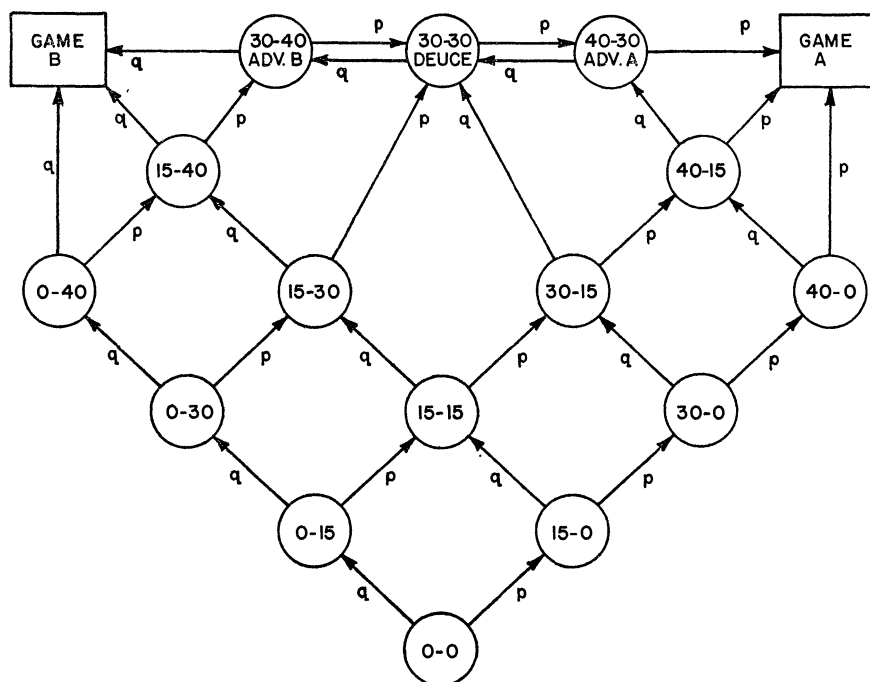 GAME
B
30-40
ADV. B
30-30
DEUCE
40-30
ADV. A
GAME
A
p
p
p
q
q
q
q
p
p
q
q
p
15-40
40-15
q
p
p
q
p
q
0-40
15-30
30-15
40-0
q
p
q
p
q
p
0-30
15-15
30-0
q
p
q
p
0-15
15-0
q
p
0-0